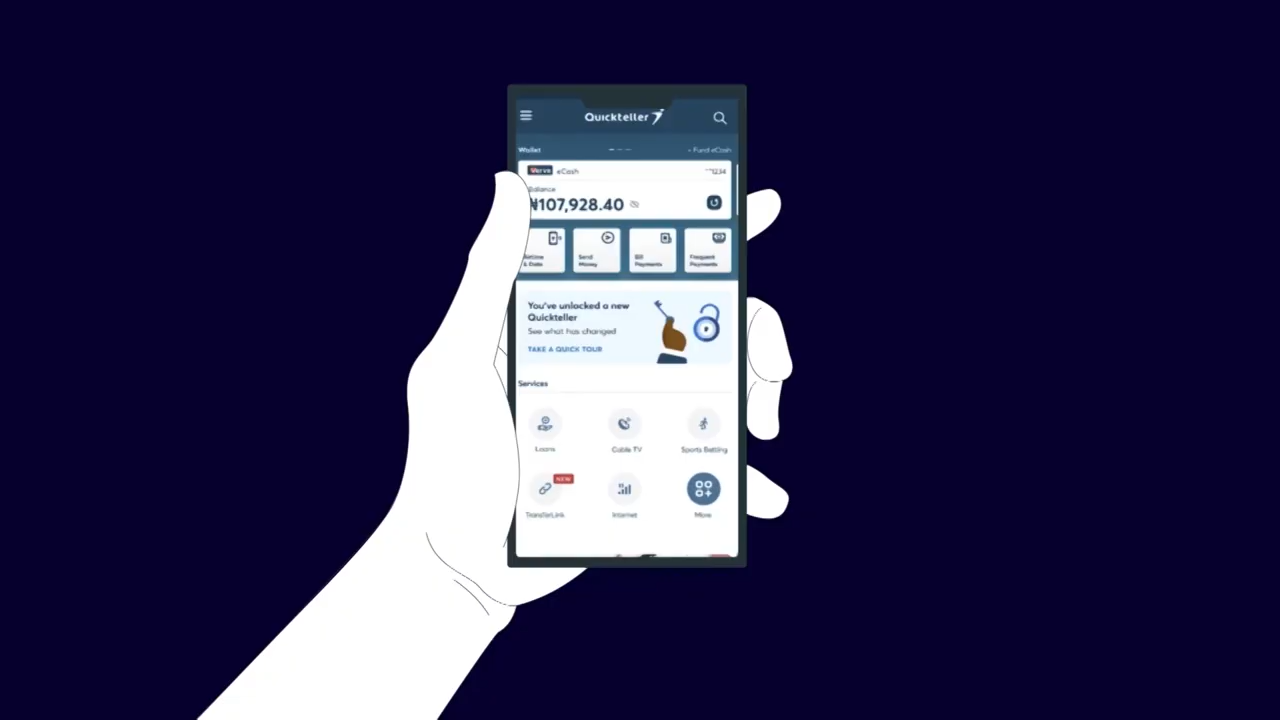 Quickteller
Wallet
+ Fund eCash
Verve eCash
1234
Balance
₦107,928.40
Airtime & Data
Send Money
Bill Payments
Frequent Payments
You've unlocked a new
Quickteller
See what has changed
TAKE A QUICK TOUR
Services
Loans
Cable TV
Sports Betting
NEW
TransferLink
Internet
More